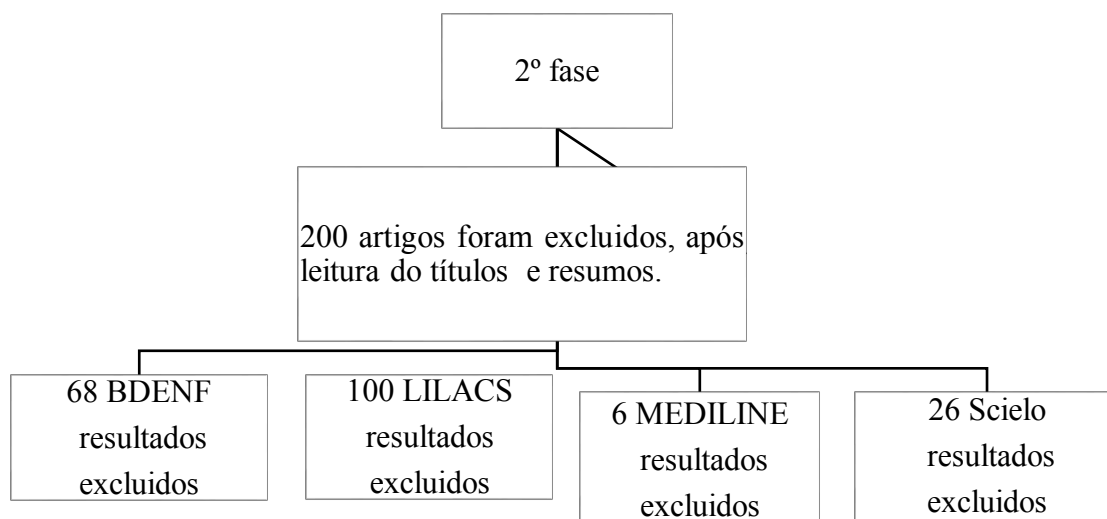 2º fase
200 artigos foram excluidos, após
leitura do títulos e resumos.
68 BDENF
resultados
excluidos
100 LILACS
resultados
excluidos
6 MEDILINE
resultados
excluidos
26 Scielo
resultados
excluidos